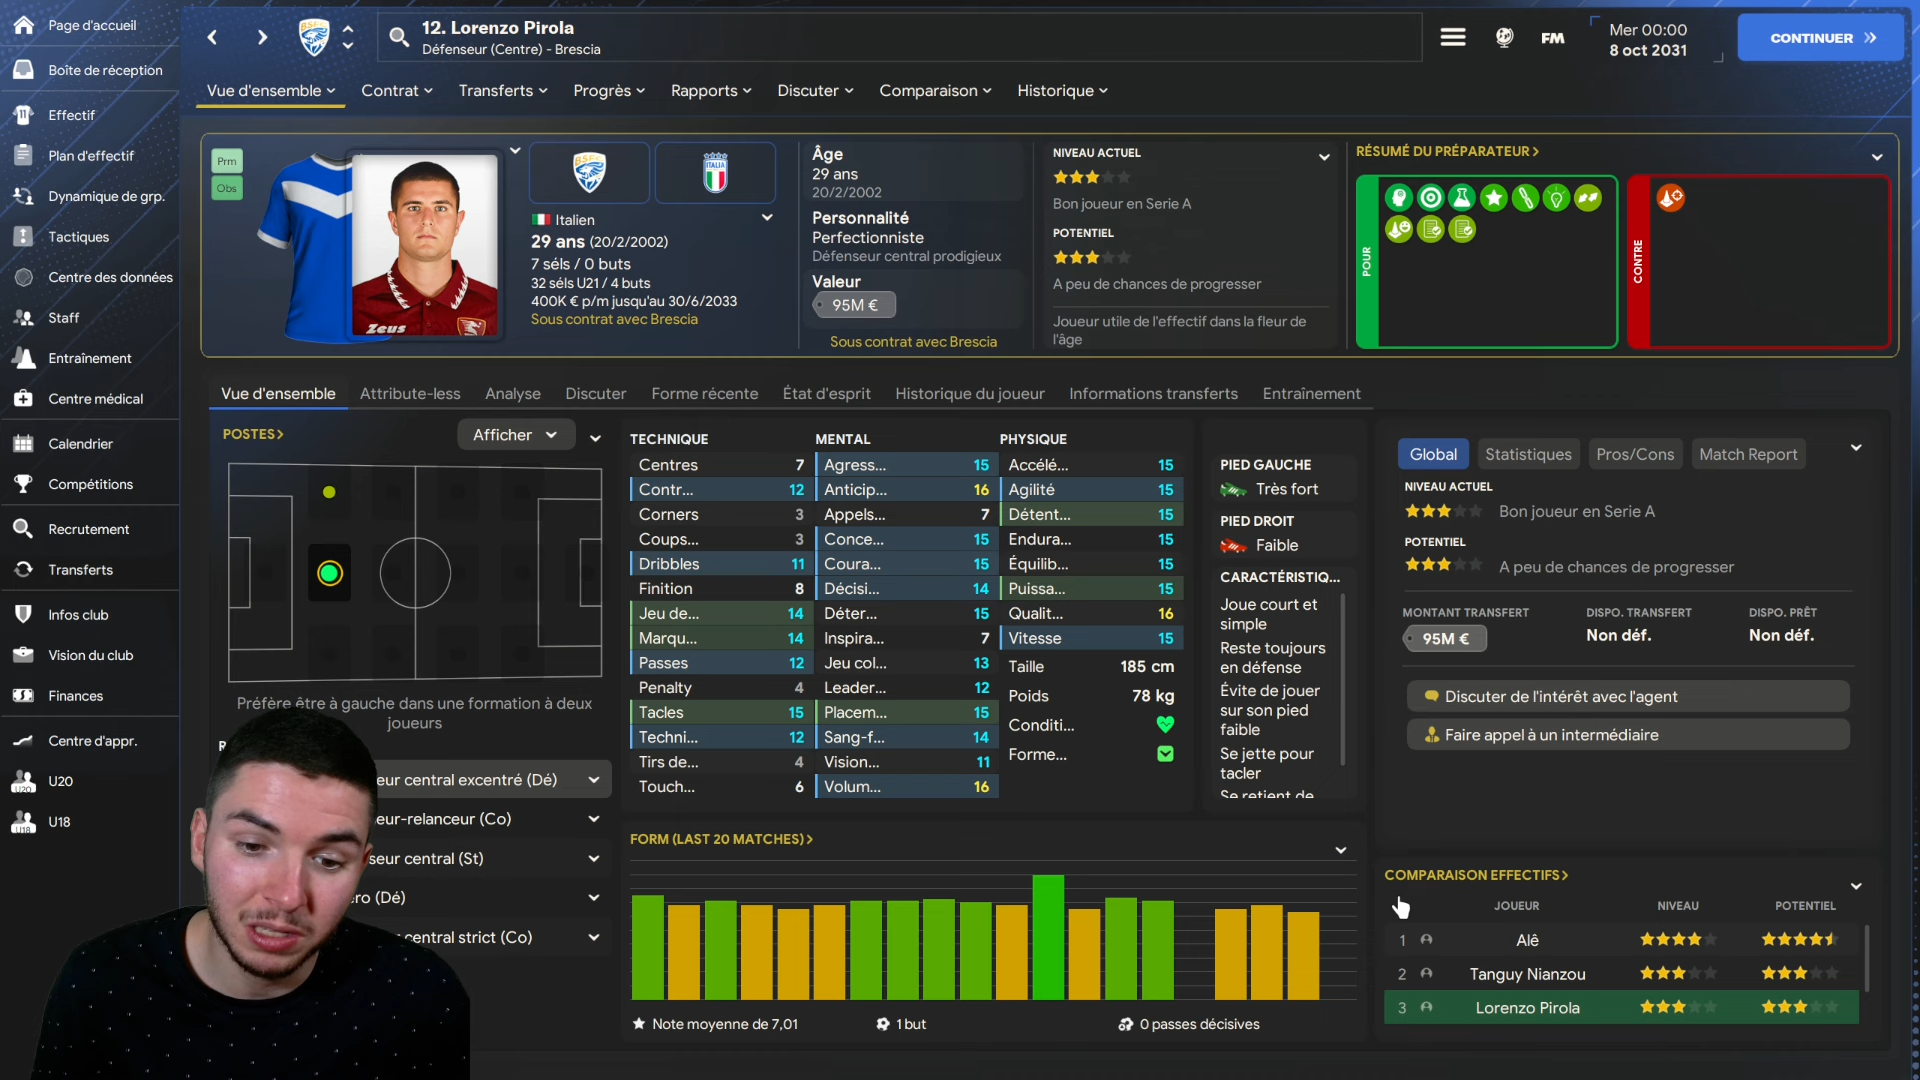 Page d'accueil
Boîte de réception
Effectif
Plan d'effectif
Dynamique de grp.
Tactiques
Centre des données
Staff
Entraînement
Centre médical
Calendrier
Compétitions
Recrutement
Transferts
Infos club
Vision du club
Finances
Centre d'appr.
U20
U18
12. Lorenzo Pirola
Défenseur (Centre) - Brescia
FM
Mer 00:00
8 oct 2031
CONTINUER
Vue d'ensemble Contrat Transferts Progrès Rapports Discuter Comparaison Historique
Prm
Obs
Zeus
ITALIA
Italien
29 ans (20/2/2002)
7 séls / 0 buts
32 séls U21 / 4 buts
400K € p/m jusqu'au 30/6/2033
Sous contrat avec Brescia
Âge
29 ans
20/2/2002
Personnalité
Perfectionniste
Défenseur central prodigieux
Valeur
95M €
Sous contrat avec Brescia
NIVEAU ACTUEL
Bon joueur en Serie A
POTENTIEL
A peu de chances de progresser
Joueur utile de l'effectif dans la fleur de
l'âge
RÉSUMÉ DU PRÉPARATEUR >
POUR
CONTRE
Vue d'ensemble Attribute-less Analyse Discuter Forme récente État d'esprit Historique du joueur Informations transferts Entraînement
POSTES >
Afficher
Préfère être à gauche dans une formation à deux
joueurs
R
eur central excentré (Dé)
eur-relanceur (Co)
seur central (St)
ro (Dé)
central strict (Co)
TECHNIQUE
Centres 7
Contr... 12
Corners 3
Coups... 3
Dribbles 11
Finition 8
Jeu de... 14
Marqu... 14
Passes 12
Penalty 4
Tacles 15
Techni... 12
Tirs de... 4
Touch... 6
MENTAL
Agress... 15
Anticip... 16
Appels... 7
Conce... 15
Coura... 15
Décisi... 14
Déter... 15
Inspira... 7
Jeu col... 13
Leader... 12
Placem... 15
Sang-f... 14
Vision... 11
Volum... 16
PHYSIQUE
Accélé... 15
Agilité 15
Détent... 15
Endura... 15
Équilib... 15
Puissa... 15
Qualit... 16
Vitesse 15
Taille 185 cm
Poids 78 kg
Conditi...
Forme...
PIED GAUCHE
Très fort
PIED DROIT
Faible
CARACTÉRISTIQ...
Joue court et
simple
Reste toujours
en défense
Évite de jouer
sur son pied
faible
Se jette pour
tacler
Se retient de
FORM (LAST 20 MATCHES) >
Note moyenne de 7,01 1 but 0 passes décisives
Global Statistiques Pros/Cons Match Report
NIVEAU ACTUEL
Bon joueur en Serie A
POTENTIEL
A peu de chances de progresser
MONTANT TRANSFERT DISPO. TRANSFERT DISPO. PRÊT
95M € Non déf. Non déf.
Discuter de l'intérêt avec l'agent
Faire appel à un intermédiaire
COMPARAISON EFFECTIFS >
JOUEUR NIVEAU POTENTIEL
1 Alê
2 Tanguy Nianzou
3 Lorenzo Pirola